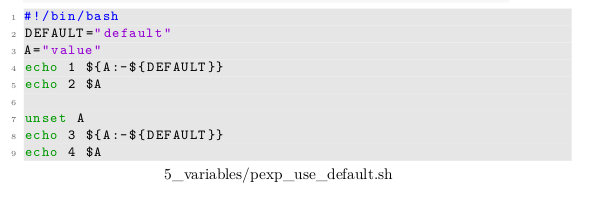 1 #!/bin/bash
2 DEFAULT="default"
3 A="value"
4 echo 1 ${A:-${DEFAULT}}
5 echo 2 $A
6
7 unset A
8 echo 3 ${A:-${DEFAULT}}
9 echo 4 $A
5_variables/pexp_use_default.sh